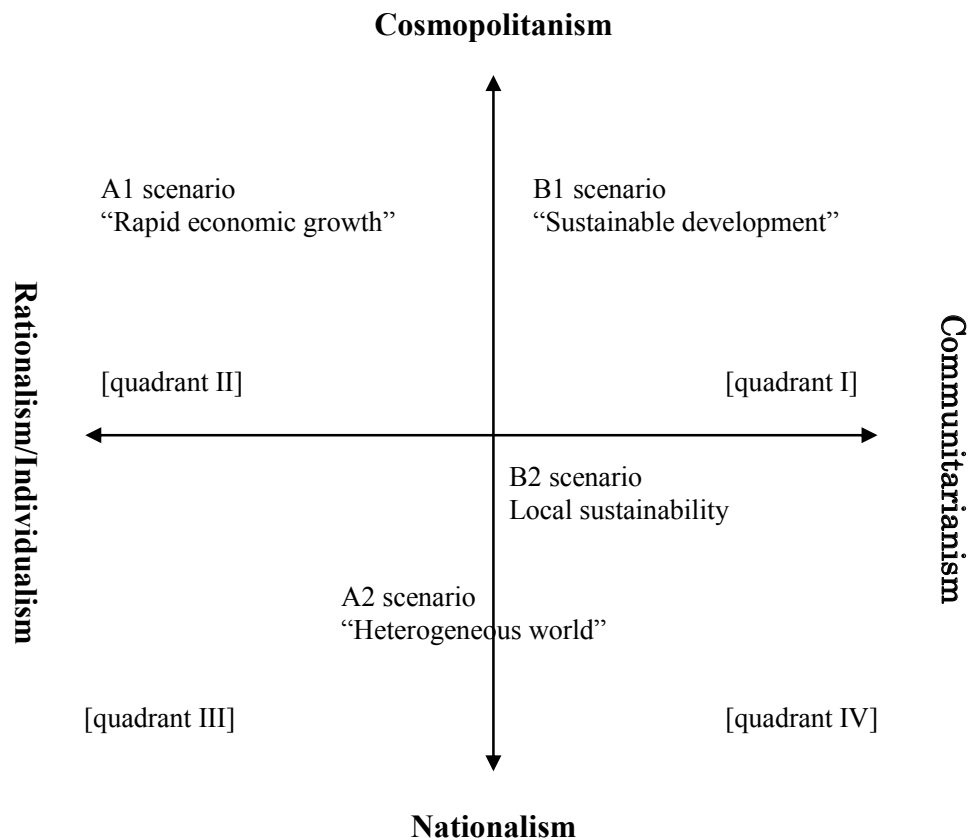 Cosmopolitanism
A1 scenario
“Rapid economic growth”
B1 scenario
“Sustainable development”
Rationalism/Individualism
Communitarianism
[quadrant II]
[quadrant I]
B2 scenario
Local sustainability
A2 scenario
“Heterogeneous world”
[quadrant III]
[quadrant IV]
Nationalism